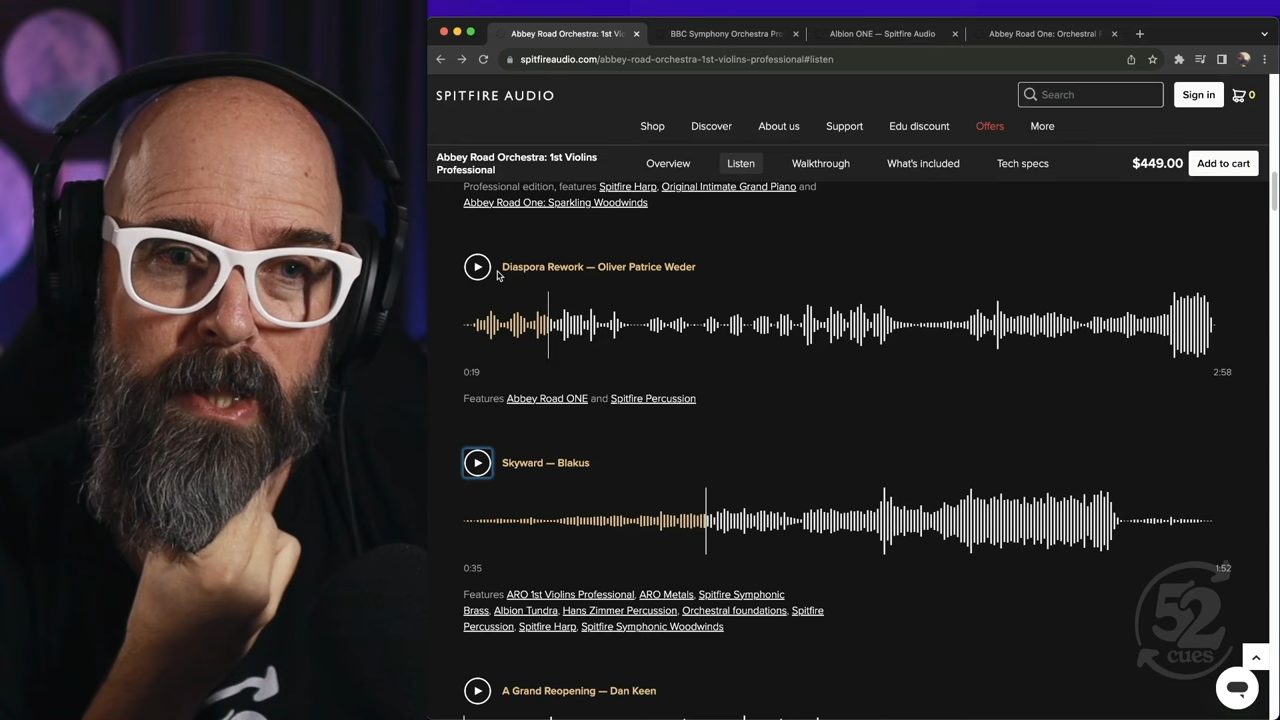 Abbey Road Orchestra: 1st Vio
BBC Symphony Orchestra Pro
Albion ONE — Spitfire Audio
Abbey Road One: Orchestral F
spitfireaudio.com/abbey-road-orchestra-1st-violins-professional#listen
SPITFIRE AUDIO
Search
Sign in
0
Shop
Discover
About us
Support
Edu discount
Offers
More
Abbey Road Orchestra: 1st Violins
Professional
Overview
Listen
Walkthrough
What's included
Tech specs
$449.00
Add to cart
Professional edition, features Spitfire Harp, Original Intimate Grand Piano and
Abbey Road One: Sparkling Woodwinds
Diaspora Rework — Oliver Patrice Weder
0:19
2:58
Features Abbey Road ONE and Spitfire Percussion
Skyward — Blakus
0:35
1:52
Features ARO 1st Violins Professional, ARO Metals, Spitfire Symphonic
Brass, Albion Tundra, Hans Zimmer Percussion, Orchestral foundations, Spitfire
Percussion, Spitfire Harp, Spitfire Symphonic Woodwinds
52
cues
A Grand Reopening — Dan Keen